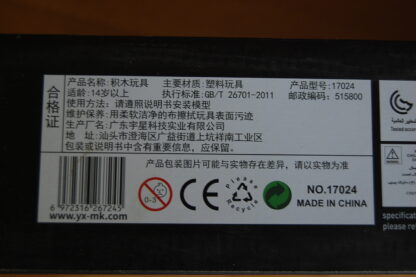 合格证
产品名称：积木玩具 主要材质：塑料玩具 产品型号：17024
适龄：14岁以上 执行标准：GB/T 26701-2011 邮政编码：515800
使用方法：请遵照说明书安装模型
维护保养：用柔软洁净的布擦拭玩具表面污迹
生产厂名：广东宇星科技实业有限公司
地 址：汕头市澄海区广益街道上坑祥南工业区
包装或说明书中含有重要信息，应保留
产品包装图片可能与实物存在差异，请以实物为准
6 972316 267245
www.yx-mk.com
0-3
CE
Please Recycle
NO.17024
MADE IN CHINA
G
Tested
specificat
please re